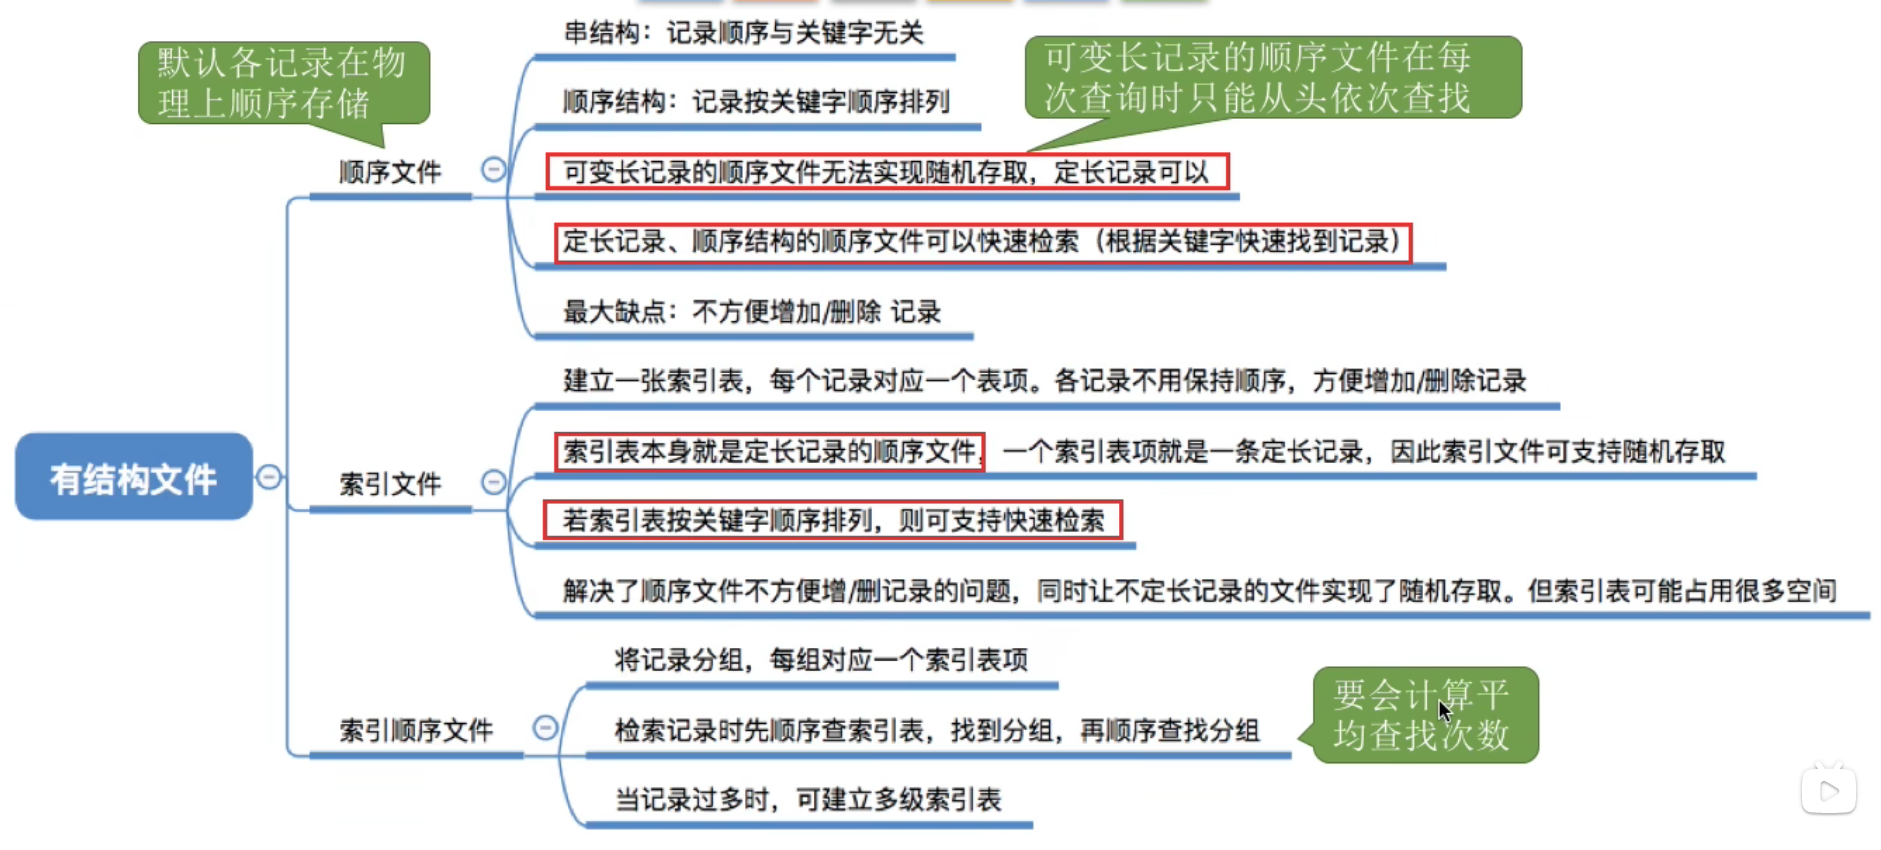 串结构：记录顺序与关键字无关
默认各记录在物
理上顺序存储
可变长记录的顺序文件在每
次查询时只能从头依次查找
顺序结构：记录按关键字顺序排列
顺序文件
可变长记录的顺序文件无法实现随机存取，定长记录可以
定长记录、顺序结构的顺序文件可以快速检索（根据关键字快速找到记录）
最大缺点：不方便增加/删除 记录
建立一张索引表，每个记录对应一个表项。各记录不用保持顺序，方便增加/删除记录
有结构文件
索引文件
索引表本身就是定长记录的顺序文件，一个索引表项就是一条定长记录，因此索引文件可支持随机存取
若索引表按关键字顺序排列，则可支持快速检索
解决了顺序文件不方便增/删记录的问题，同时让不定长记录的文件实现了随机存取。但索引表可能占用很多空间
将记录分组，每组对应一个索引表项
索引顺序文件
检索记录时先顺序查索引表，找到分组，再顺序查找分组
要会计算平
均查找次数
当记录过多时，可建立多级索引表